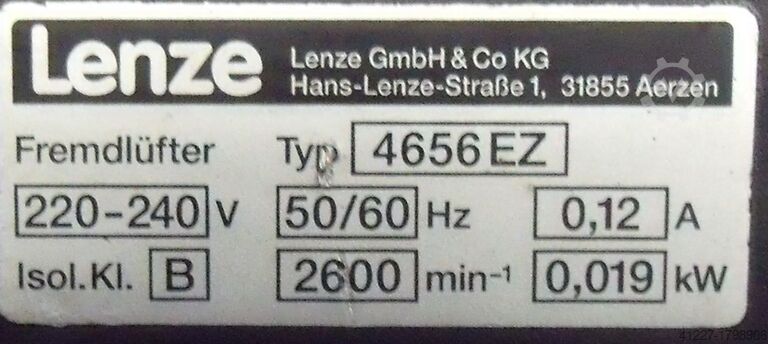 Lenze
Lenze GmbH & Co KG
Hans-Lenze-Straße 1, 31855 Aerzen
Fremdlüfter Typ 4656 EZ
220-240 V 50/60 Hz 0,12 A
Isol.Kl. B 2600 min-1 0,019 kW